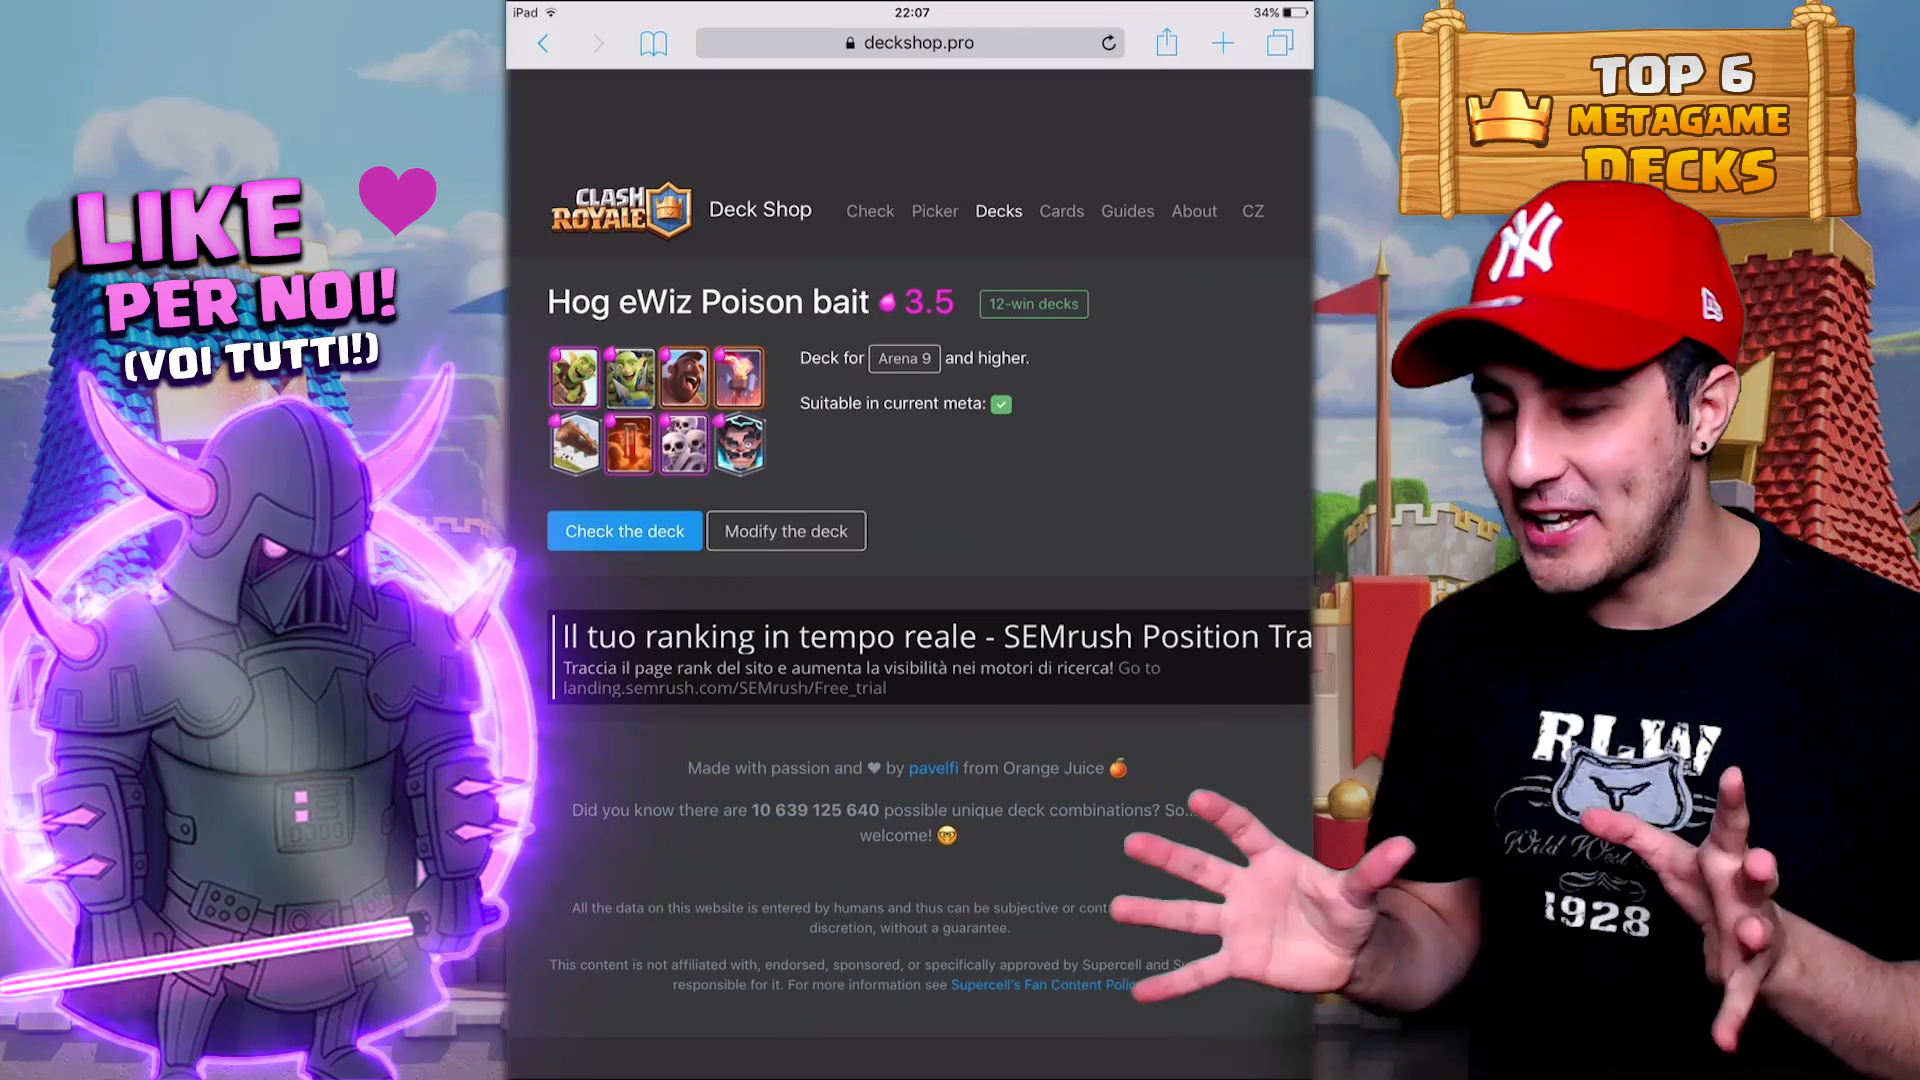 iPad
22:07
34%
deckshop.pro
LIKE
PER NOI!
(VOI TUTTI!)
TOP 6
METAGAME
DECKS
CLASH
ROYALE
Deck Shop
Check Picker Decks Cards Guides About CZ
Hog eWiz Poison bait 3.5 12-win decks
Deck for Arena 9 and higher.
Suitable in current meta:
Check the deck Modify the deck
Il tuo ranking in tempo reale - SEMrush Position Tra
Traccia il page rank del sito e aumenta la visibilità nei motori di ricerca! Go to
landing.semrush.com/SEMrush/Free_trial
Made with passion and ♥ by pavelfi from Orange Juice
Did you know there are 10 639 125 640 possible unique deck combinations? So...
welcome!
All the data on this website is entered by humans and thus can be subjective or cont
discretion, without a guarantee.
This content is not affiliated with, endorsed, sponsored, or specifically approved by Supercell and
responsible for it. For more information see Supercell's Fan Content Polic
NY
RLW
Wild West
1928